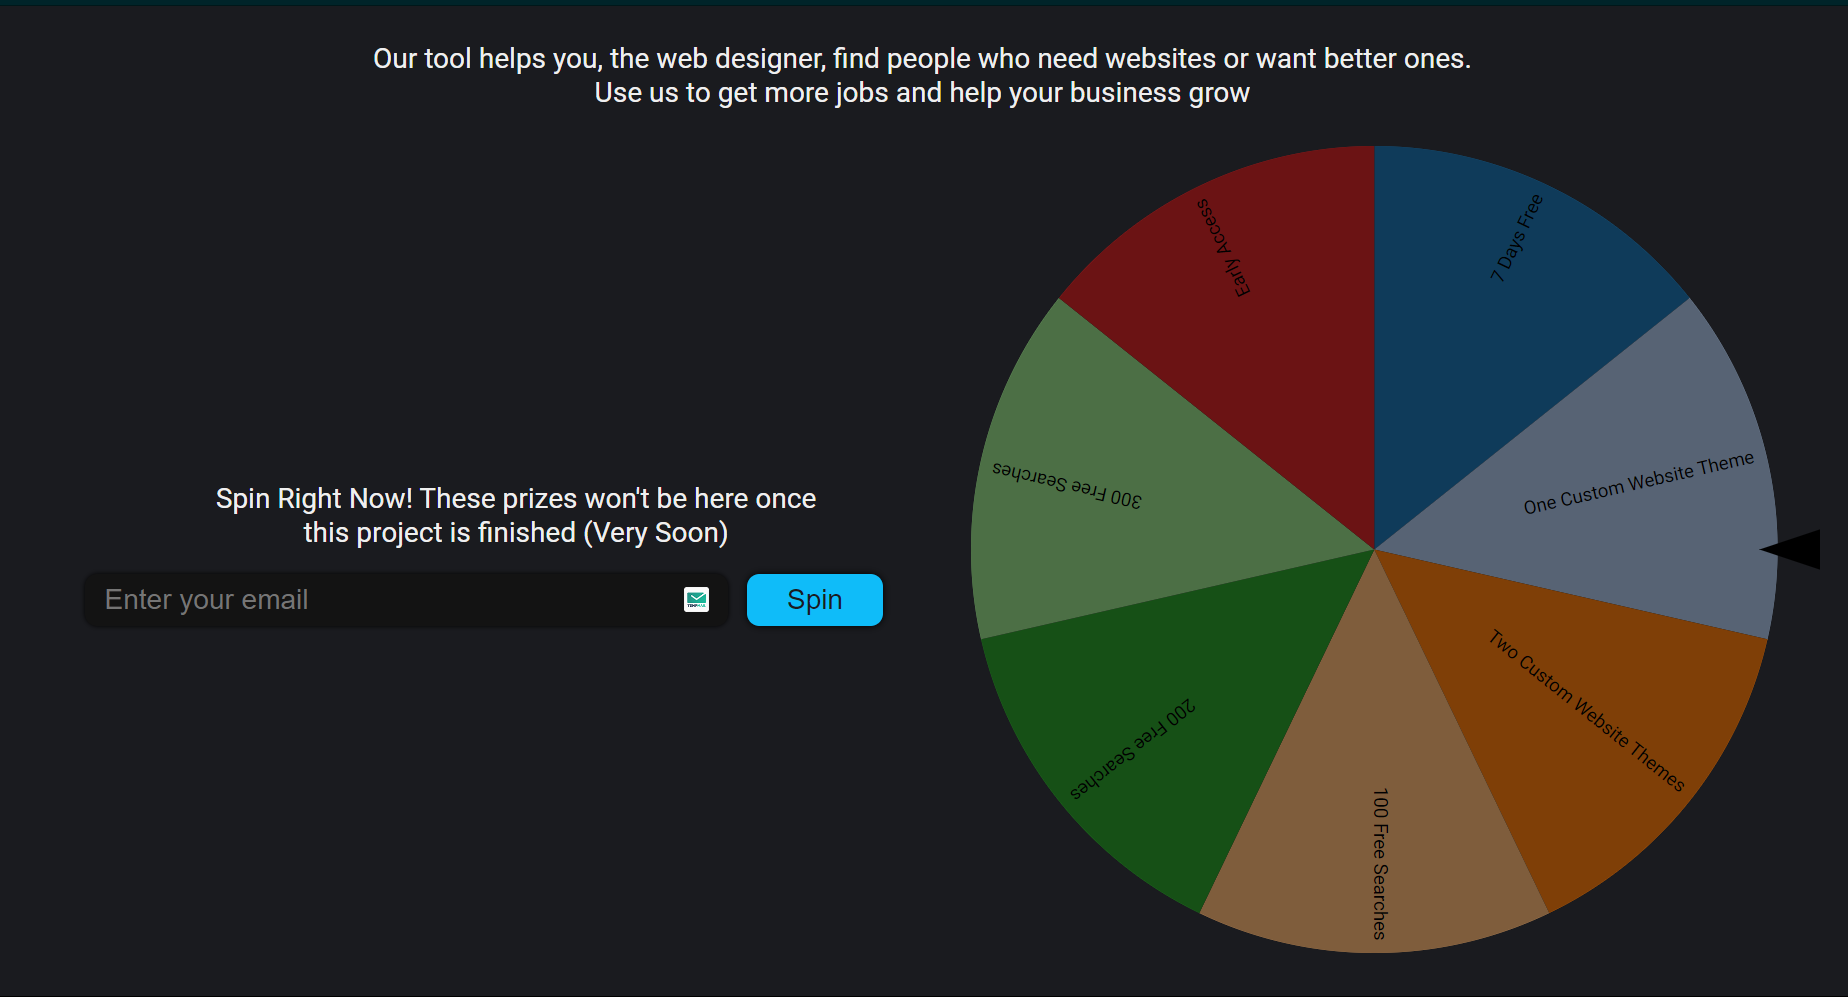 Our tool helps you, the web designer, find people who need websites or want better ones.
Use us to get more jobs and help your business grow
Spin Right Now! These prizes won't be here once
this project is finished (Very Soon)
Enter your email
Spin
7 Days Free
One Custom Website Theme
Two Custom Website Themes
100 Free Searches
200 Free Searches
300 Free Searches
Early Access